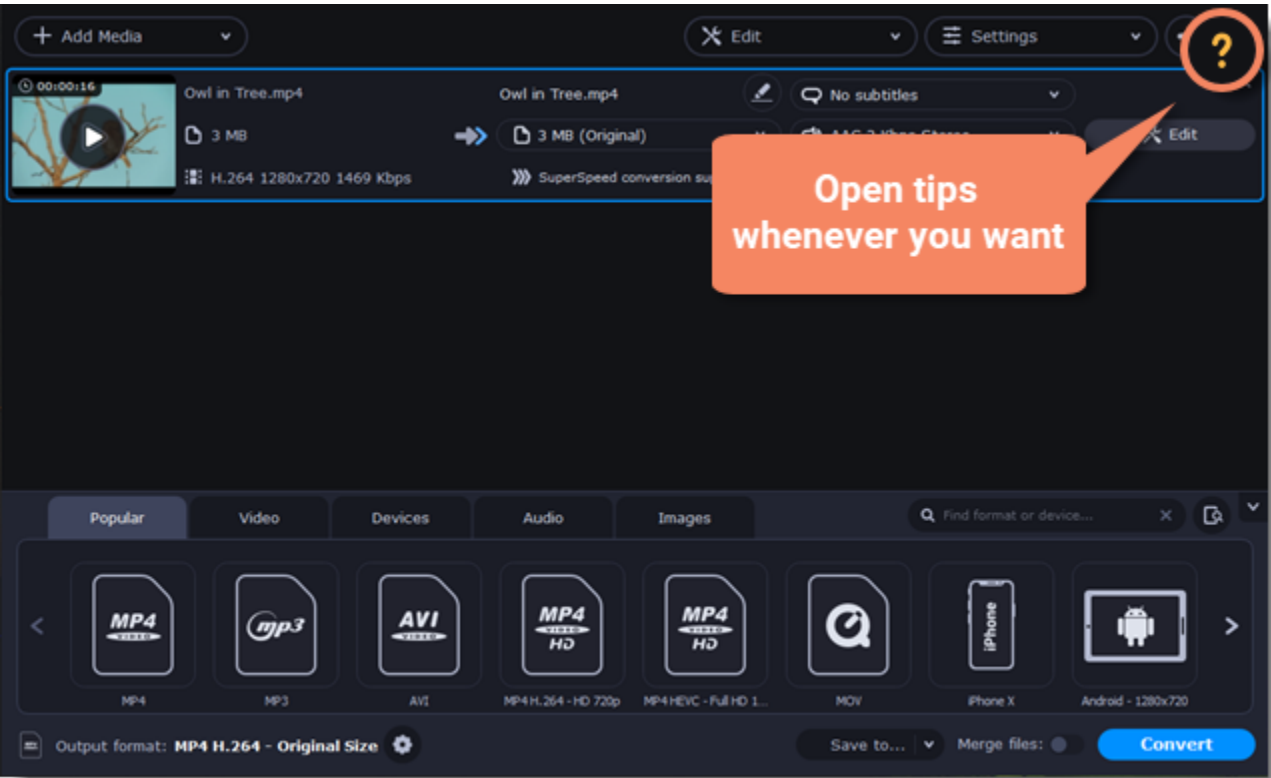 Add Media
Edit
Settings
?
00:00:16
Owl in Tree.mp4
Owl in Tree.mp4
No subtitles
3 MB
3 MB (Original)
Edit
H.264 1280x720 1469 Kbps
SuperSpeed conversion
Open tips
whenever you want
Popular
Video
Devices
Audio
Images
Find format or device...
MP4
VIDEO
mp3
AVI
VIDEO
MP4
VIDEO
HD
MP4
VIDEO
HD
iPhone
MP4
MP3
AVI
MP4 H.264 - HD 720p
MP4 HEVC - Full HD 1...
MOV
iPhone X
Android - 1280x720
Output format: MP4 H.264 - Original Size
Save to...
Merge files:
Convert